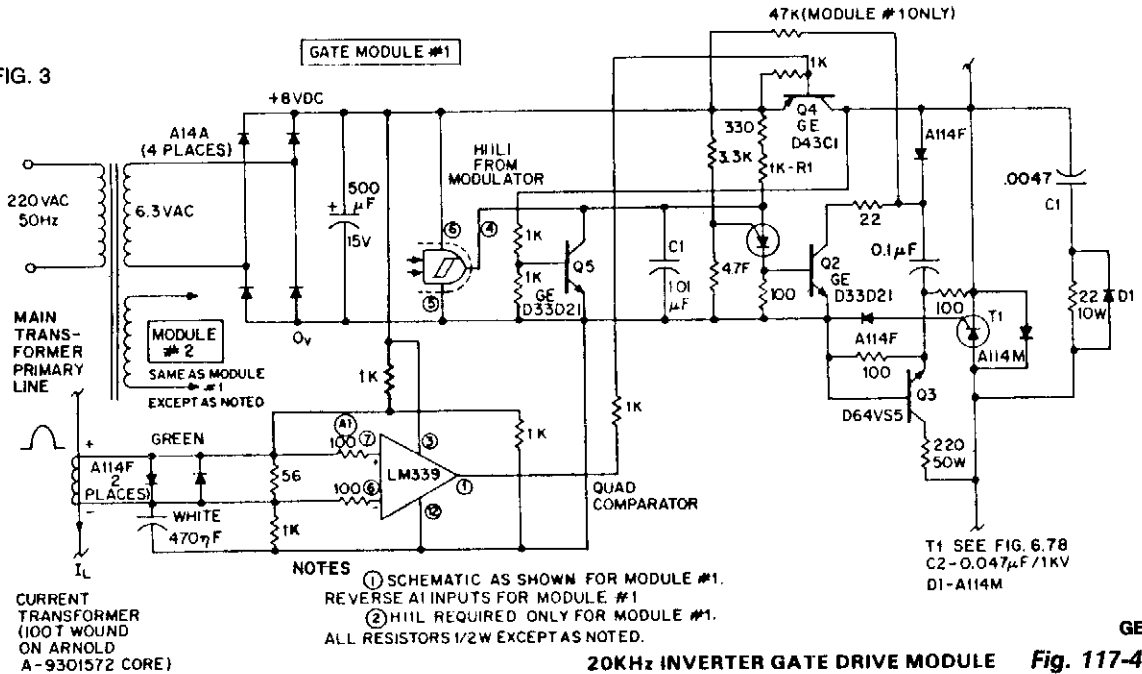 47K(MODULE #1ONLY)
GATE MODULE #1
FIG. 3
1K
+8VDC
Q4
GE
D43C1
A14A
(4 PLACES)
330
A114F
H11L1
FROM
MODULATOR
3.3K
1K-R1
.0047
C1
220VAC
50Hz
6.3VAC
+
500
μF
15V
6
4
22
1K
0.1μF
1K
Q5
C1
.101
μF
47F
Q2
GE
D33D21
5
GE
D33D21
100
100
T1
22
10W
D1
MAIN
TRANS-
FORMER
PRIMARY
LINE
MODULE
#2
0v
A114F
A114M
SAME AS MODULE
#1
EXCEPT AS NOTED
1K
100
Q3
D64VS5
1K
A1
3
1K
220
50W
+
GREEN
100
7
+
A114F
2
PLACES)
56
LM339
1
100
6
-
QUAD
COMPARATOR
-
WHITE
470ηF
1K
12
IL
NOTES
T1 SEE FIG. 6.78
C2-0.047μF/1KV
D1-A114M
1 SCHEMATIC AS SHOWN FOR MODULE #1.
REVERSE A1 INPUTS FOR MODULE #1
2 H11L REQUIRED ONLY FOR MODULE #1.
ALL RESISTORS 1/2W EXCEPT AS NOTED.
CURRENT
TRANSFORMER
(100T WOUND
ON ARNOLD
A-9301572 CORE)
GE
20KHz INVERTER GATE DRIVE MODULE Fig. 117-4